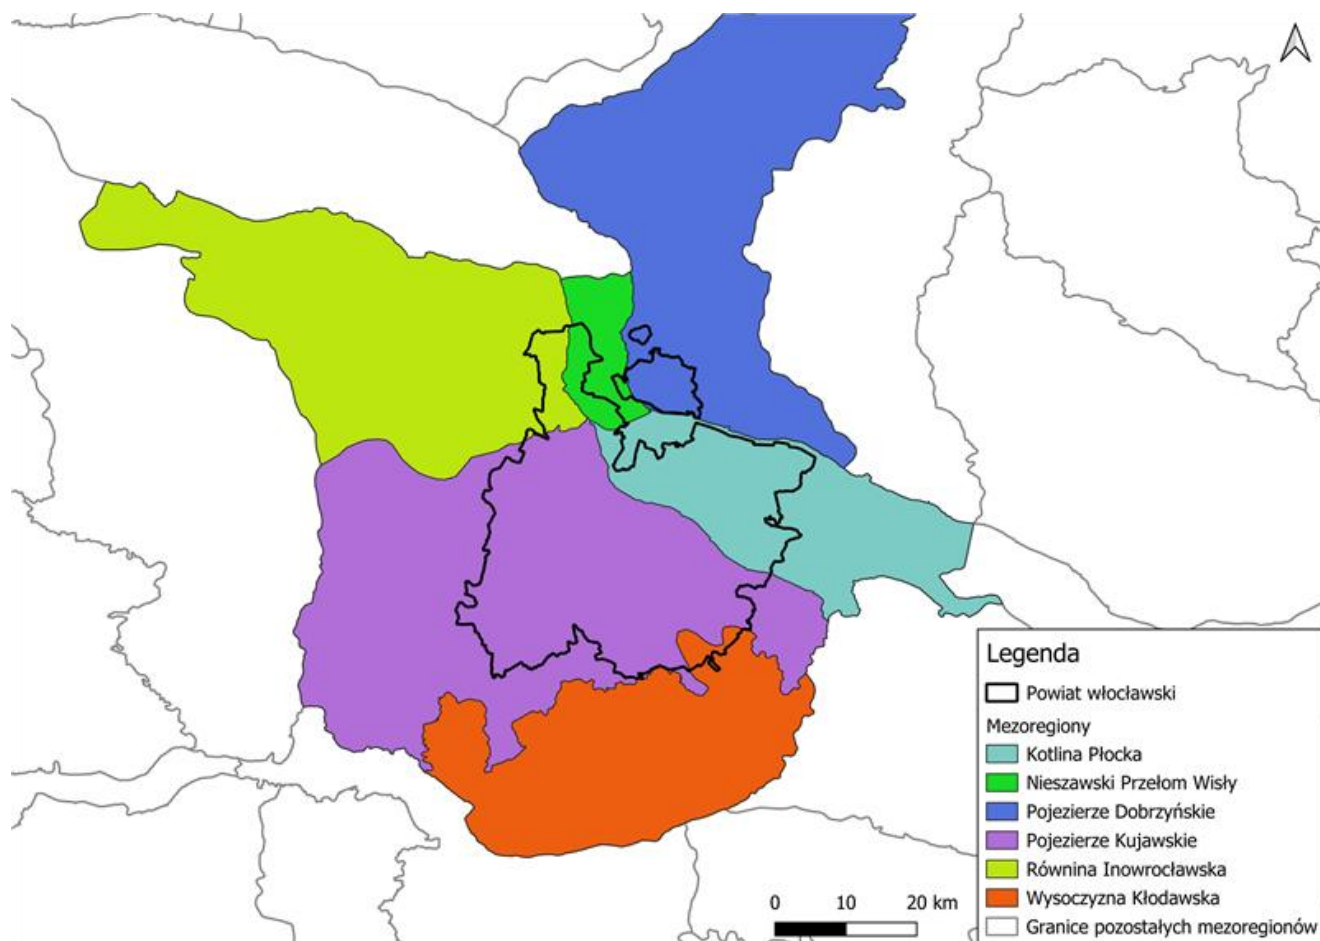 Legenda
Powiat włocławski
Mezoregiony
Kotlina Płocka
Nieszawski Przełom Wisły
Pojezierze Dobrzyńskie
Pojezierze Kujawskie
Równina Inowrocławska
Wysoczyzna Kłodawska
Granice pozostałych mezoregionów
0 10 20 km